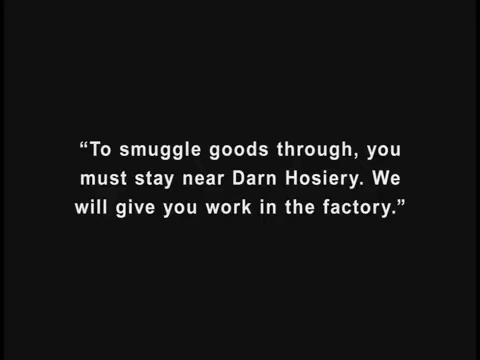 “To smuggle goods through, you
must stay near Darn Hosiery. We
will give you work in the factory.”